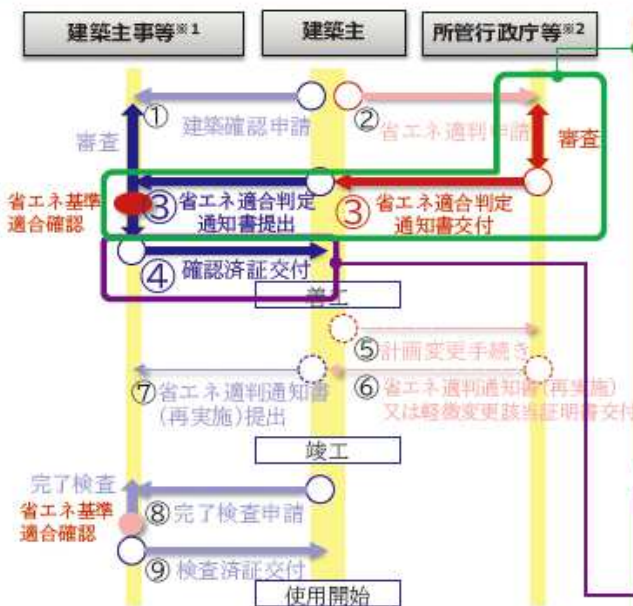 建築主事等※1
建築主
所管行政庁等※2
①
建築確認申請
②
省エネ適判申請
審査
審査
省エネ基準
適合確認
③省エネ適合判定
通知書提出
③省エネ適合判定
通知書交付
④確認済証交付
着工
⑤計画変更手続き
⑦省エネ適判通知書
(再実施)提出
⑥省エネ適判通知書(再実施)
又は軽微変更該当証明書交付
竣工
完了検査
省エネ基準
適合確認
⑧完了検査申請
⑨検査済証交付
使用開始